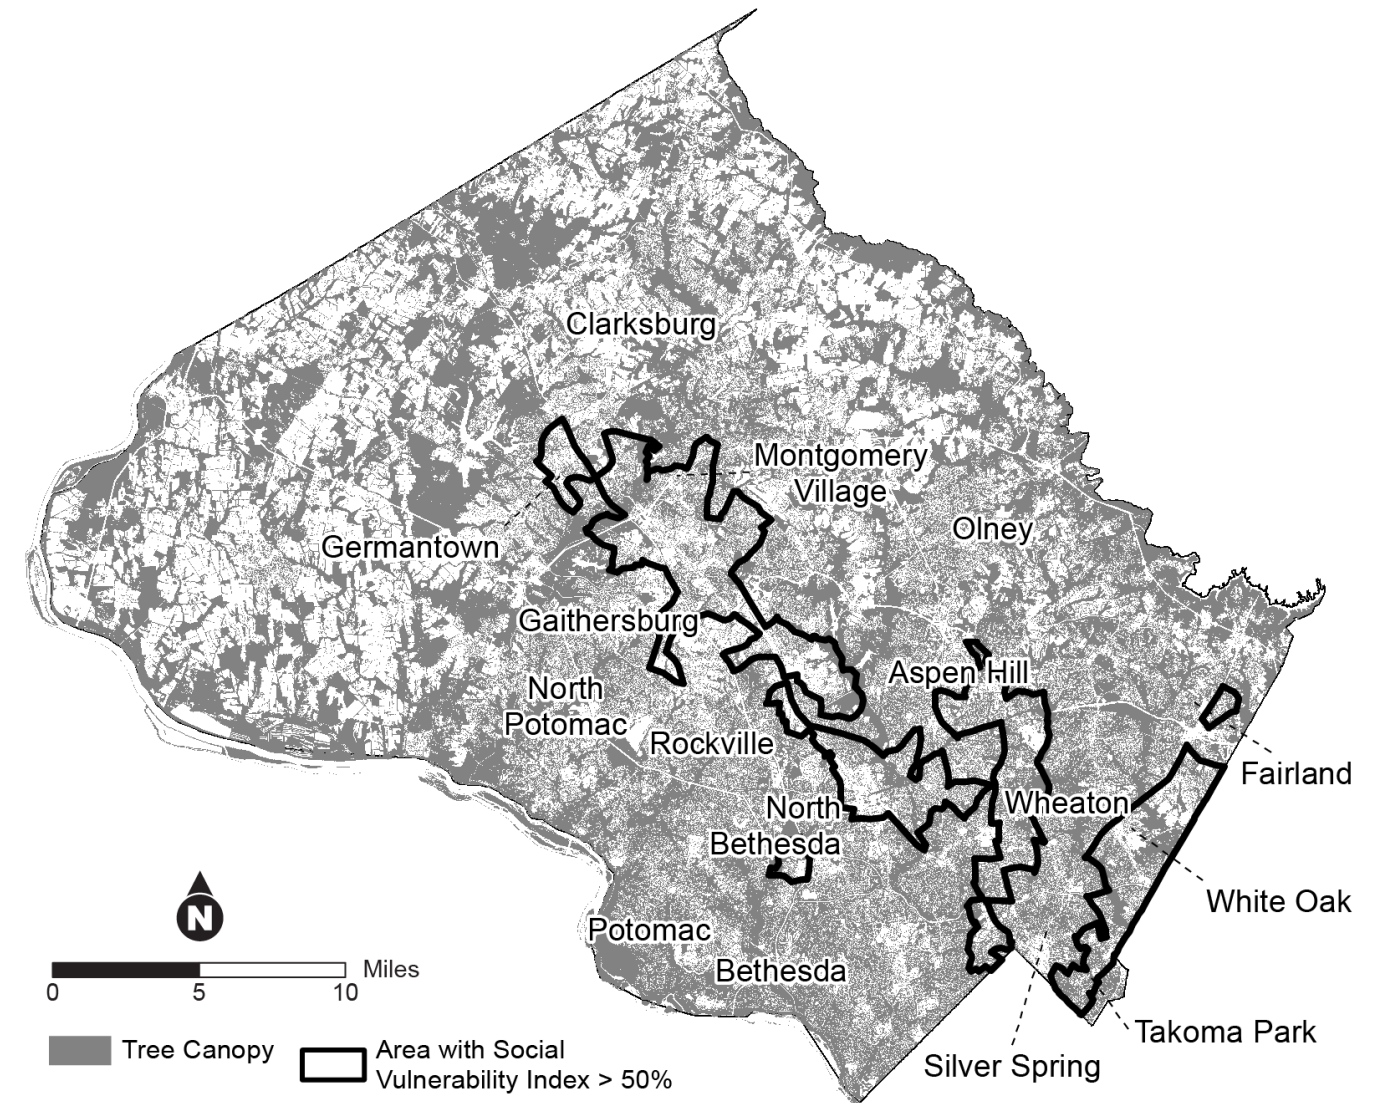 Clarksburg
Montgomery
Village
Olney
Germantown
Gaithersburg
Aspen Hill
North
Potomac
Rockville
Fairland
North
Bethesda
Wheaton
White Oak
Potomac
Bethesda
Takoma Park
Silver Spring
N
Miles
0 5 10
Tree Canopy
Area with Social
Vulnerability Index > 50%